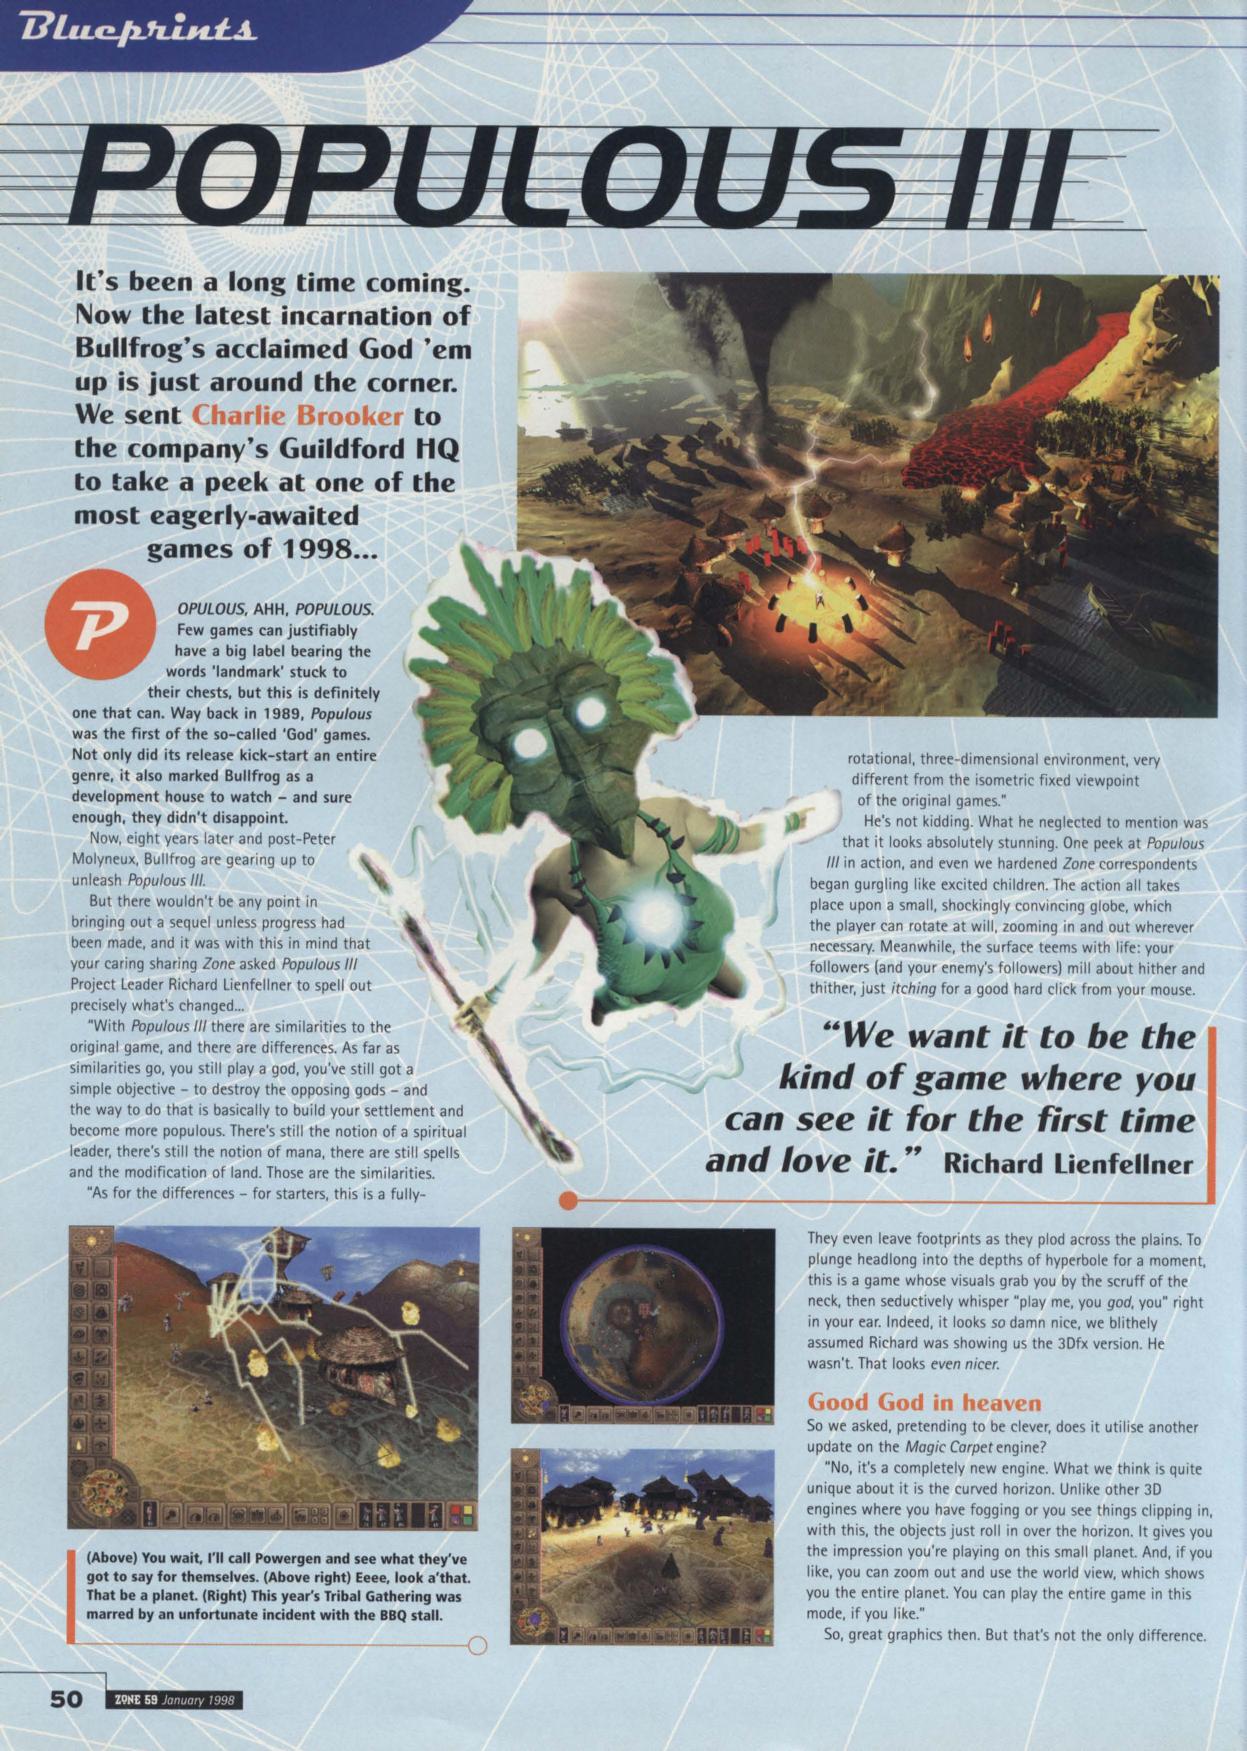 Blueprints
POPULOUS III
It's been a long time coming.
Now the latest incarnation of
Bullfrog's acclaimed God 'em
up is just around the corner.
We sent Charlie Brooker to
the company's Guildford HQ
to take a peek at one of the
most eagerly-awaited
games of 1998...
P
OPULOUS, AHH, POPULOUS.
Few games can justifiably
have a big label bearing the
words 'landmark' stuck to
their chests, but this is definitely
one that can. Way back in 1989, Populous
was the first of the so-called 'God' games.
Not only did its release kick-start an entire
genre, it also marked Bullfrog as a
development house to watch – and sure
enough, they didn't disappoint.
Now, eight years later and post-Peter
Molyneux, Bullfrog are gearing up to
unleash Populous III.
But there wouldn't be any point in
bringing out a sequel unless progress had
been made, and it was with this in mind that
your caring sharing Zone asked Populous III
Project Leader Richard Lienfellner to spell out
precisely what's changed...
"With Populous III there are similarities to the
original game, and there are differences. As far as
similarities go, you still play a god, you've still got a
simple objective – to destroy the opposing gods – and
the way to do that is basically to build your settlement and
become more populous. There's still the notion of a spiritual
leader, there's still the notion of mana, there are still spells
and the modification of land. Those are the similarities.
"As for the differences – for starters, this is a fully-
rotational, three-dimensional environment, very
different from the isometric fixed viewpoint
of the original games."
He's not kidding. What he neglected to mention was
that it looks absolutely stunning. One peek at Populous
III in action, and even we hardened Zone correspondents
began gurgling like excited children. The action all takes
place upon a small, shockingly convincing globe, which
the player can rotate at will, zooming in and out wherever
necessary. Meanwhile, the surface teems with life: your
followers (and your enemy's followers) mill about hither and
thither, just itching for a good hard click from your mouse.
"We want it to be the
kind of game where you
can see it for the first time
and love it." Richard Lienfellner
They even leave footprints as they plod across the plains. To
plunge headlong into the depths of hyperbole for a moment,
this is a game whose visuals grab you by the scruff of the
neck, then seductively whisper "play me, you god, you" right
in your ear. Indeed, it looks so damn nice, we blithely
assumed Richard was showing us the 3Dfx version. He
wasn't. That looks even nicer.
Good God in heaven
So we asked, pretending to be clever, does it utilise another
update on the Magic Carpet engine?
"No, it's a completely new engine. What we think is quite
unique about it is the curved horizon. Unlike other 3D
engines where you have fogging or you see things clipping in,
with this, the objects just roll in over the horizon. It gives you
the impression you're playing on this small planet. And, if you
like, you can zoom out and use the world view, which shows
you the entire planet. You can play the entire game in this
mode, if you like."
So, great graphics then. But that's not the only difference.
(Above) You wait, I'll call Powergen and see what they've
got to say for themselves. (Above right) Eeee, look a'that.
That be a planet. (Right) This year's Tribal Gathering was
marred by an unfortunate incident with the BBQ stall.
50 ZONE 59 January 1998